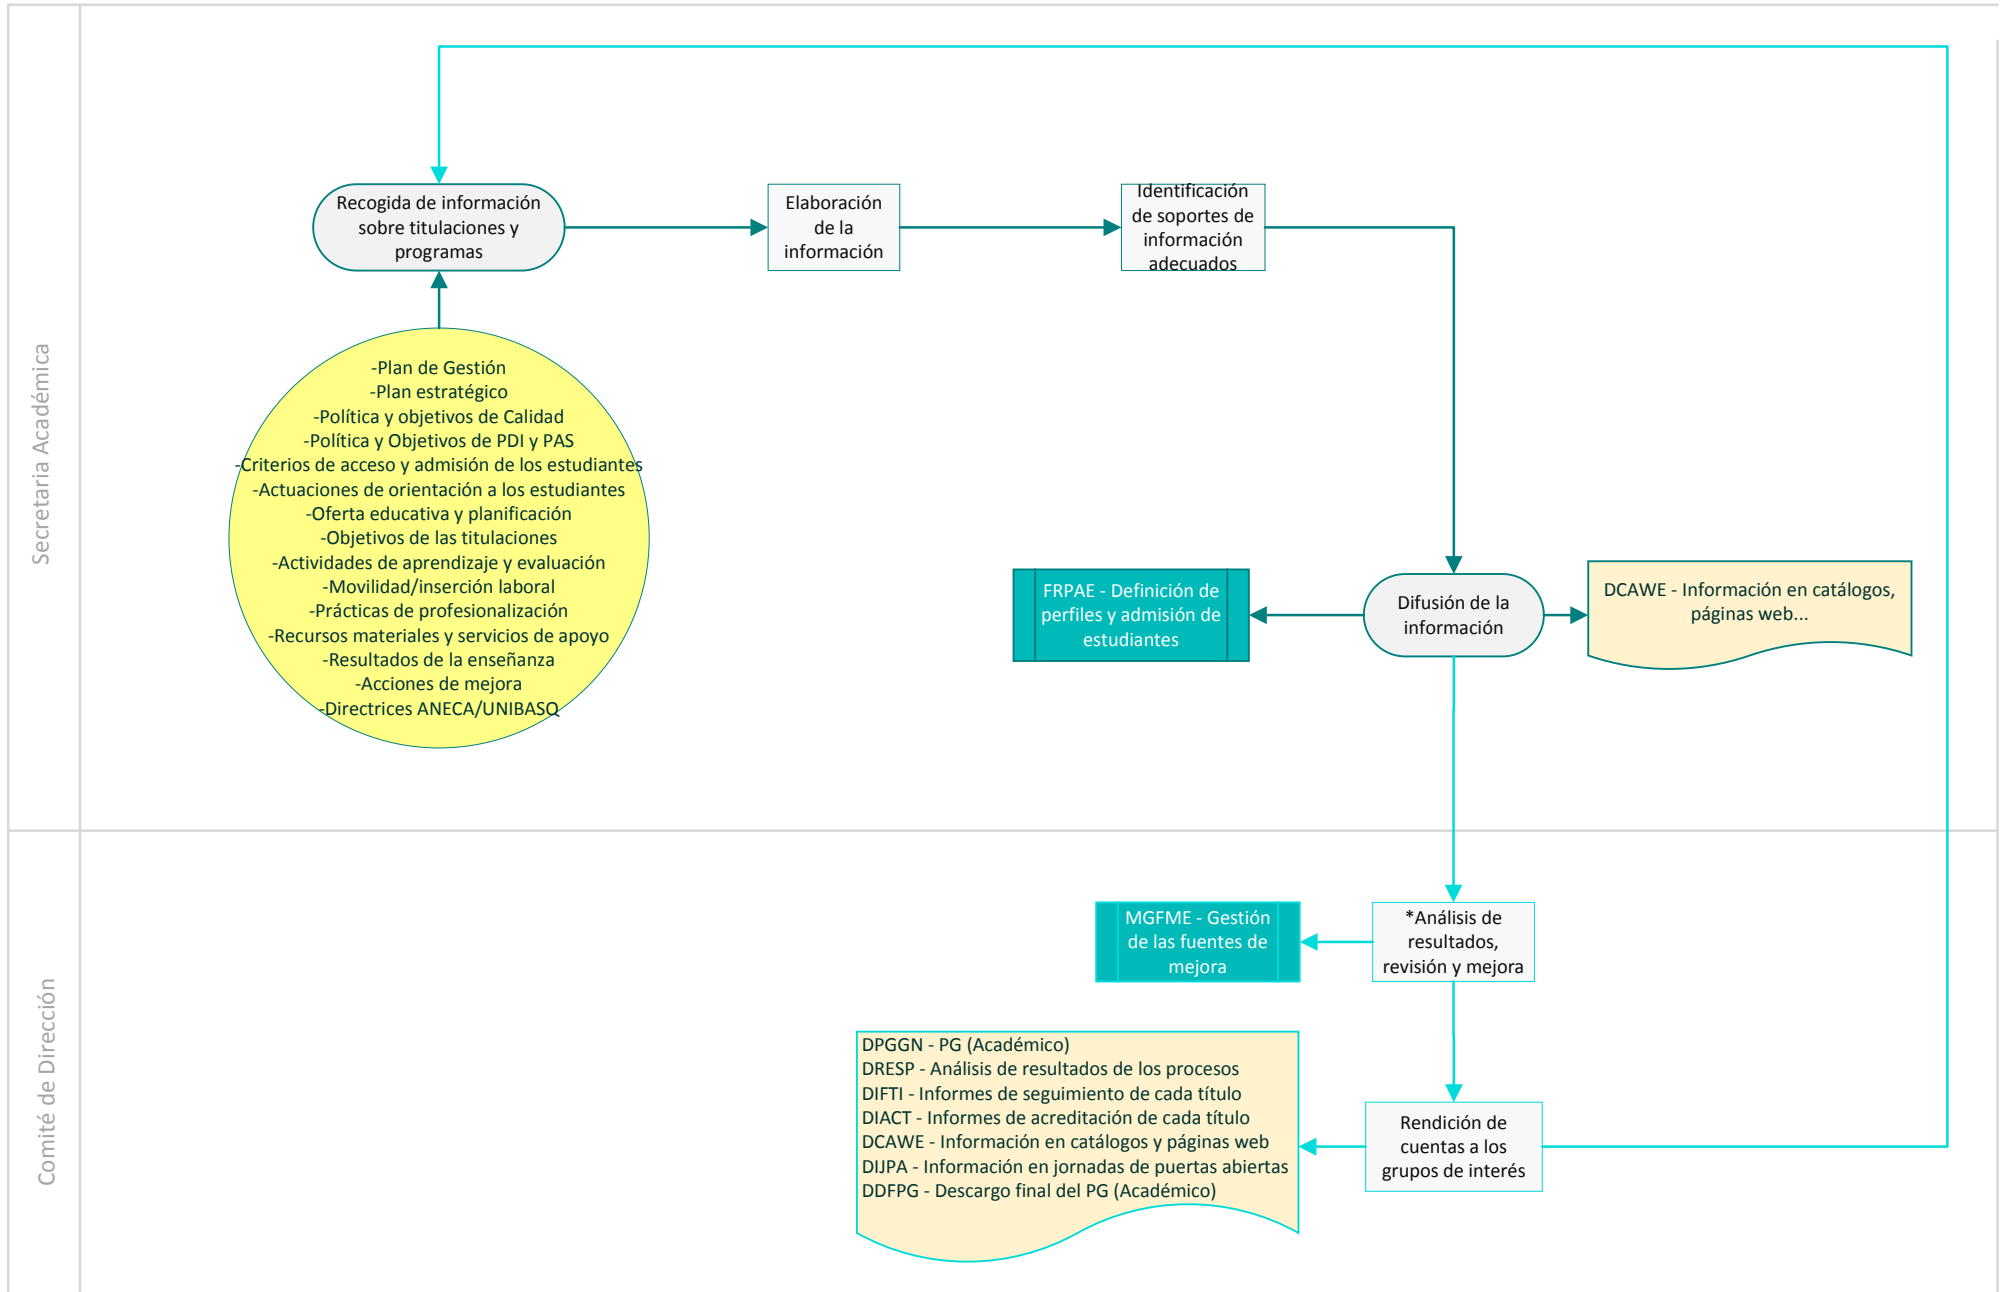 Secretaria Académica
Recogida de información
sobre titulaciones y
programas
Elaboración
de la
información
Identificación
de soportes de
información
adecuados
-Plan de Gestión
-Plan estratégico
-Política y objetivos de Calidad
-Política y Objetivos de PDI y PAS
-Criterios de acceso y admisión de los estudiantes
-Actuaciones de orientación a los estudiantes
-Oferta educativa y planificación
-Objetivos de las titulaciones
-Actividades de aprendizaje y evaluación
-Movilidad/inserción laboral
-Prácticas de profesionalización
-Recursos materiales y servicios de apoyo
-Resultados de la enseñanza
-Acciones de mejora
-Directrices ANECA/UNIBASQ
FRPAE - Definición de
perfiles y admisión de
estudiantes
Difusión de la
información
DCAWE - Información en catálogos,
páginas web...
Comité de Dirección
MGFME - Gestión
de las fuentes de
mejora
*Análisis de
resultados,
revisión y mejora
DPGGN - PG (Académico)
DRESP - Análisis de resultados de los procesos
DIFTI - Informes de seguimiento de cada título
DIACT - Informes de acreditación de cada título
DCAWE - Información en catálogos y páginas web
DIJPA - Información en jornadas de puertas abiertas
DDFPG - Descargo final del PG (Académico)
Rendición de
cuentas a los
grupos de interés